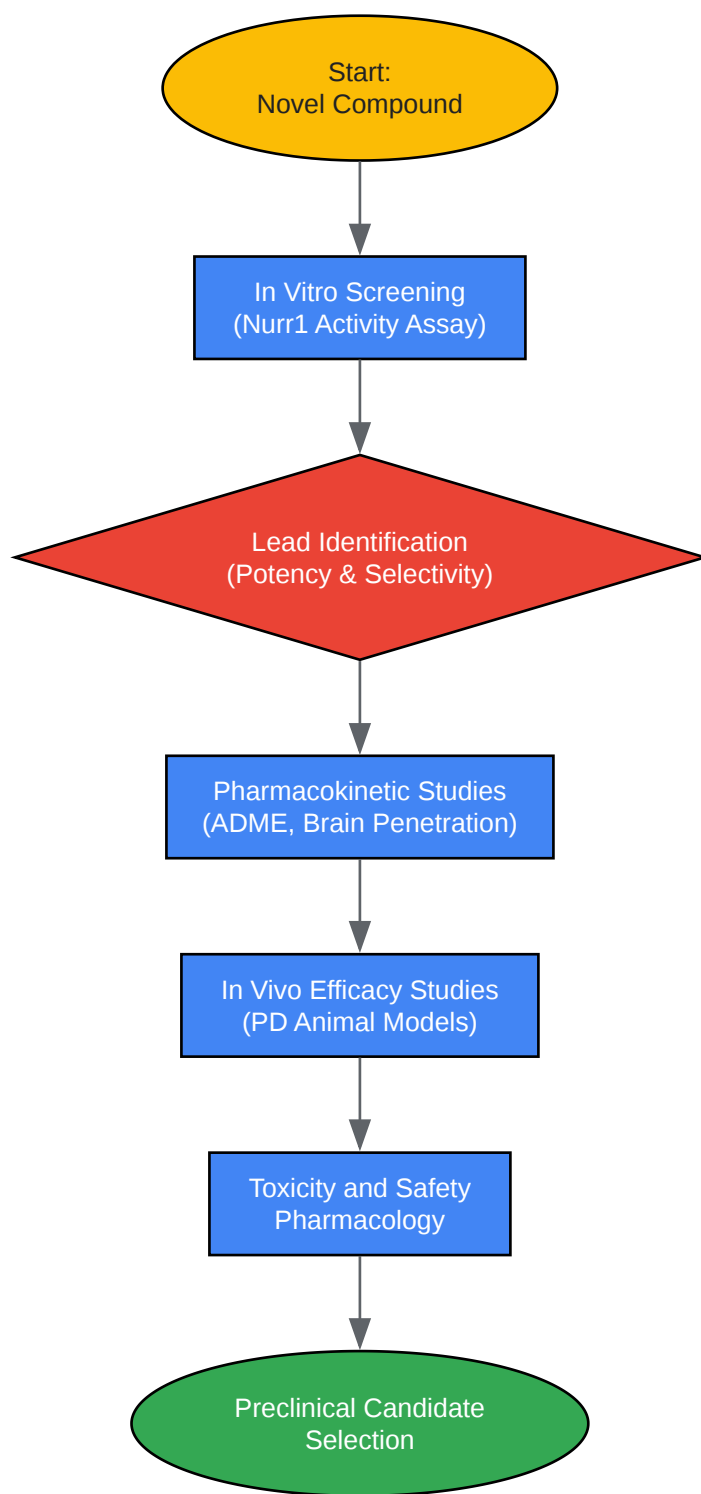 Start:
Novel Compound
In Vitro Screening
(Nurr1 Activity Assay)
Lead Identification
(Potency & Selectivity)
Pharmacokinetic Studies
(ADME, Brain Penetration)
In Vivo Efficacy Studies
(PD Animal Models)
Toxicity and Safety
Pharmacology
Preclinical Candidate
Selection